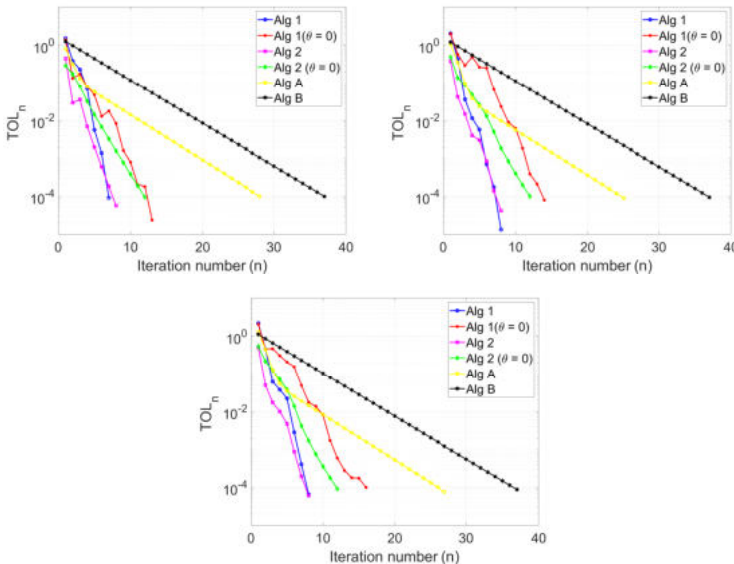 TOL_n
10^0
10^-2
10^-4
0 10 20 30 40
Iteration number (n)
Alg 1
Alg 1(θ = 0)
Alg 2
Alg 2 (θ = 0)
Alg A
Alg B
TOL_n
10^0
10^-2
10^-4
0 10 20 30 40
Iteration number (n)
Alg 1
Alg 1(θ = 0)
Alg 2
Alg 2 (θ = 0)
Alg A
Alg B
TOL_n
10^0
10^-2
10^-4
0 10 20 30 40
Iteration number (n)
Alg 1
Alg 1(θ = 0)
Alg 2
Alg 2 (θ = 0)
Alg A
Alg B